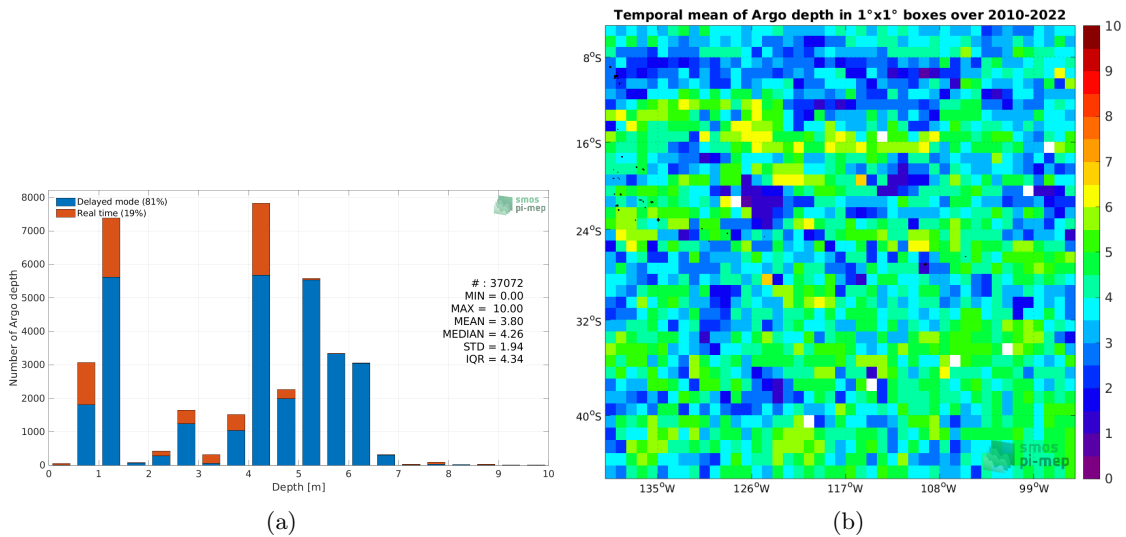 Temporal mean of Argo depth in 1°x1° boxes over 2010-2022
Delayed mode (81%)
Real time (19%)
smos
pi-mep
# : 37072
MIN = 0.00
MAX = 10.00
MEAN = 3.80
MEDIAN = 4.26
STD = 1.94
IQR = 4.34
Number of Argo depth
8000
7000
6000
5000
4000
3000
2000
1000
0
0 1 2 3 4 5 6 7 8 9 10
Depth [m]
(a)
8°S
16°S
24°S
32°S
40°S
135°W 126°W 117°W 108°W 99°W
smos
pi-mep
10
9
8
7
6
5
4
3
2
1
0
(b)